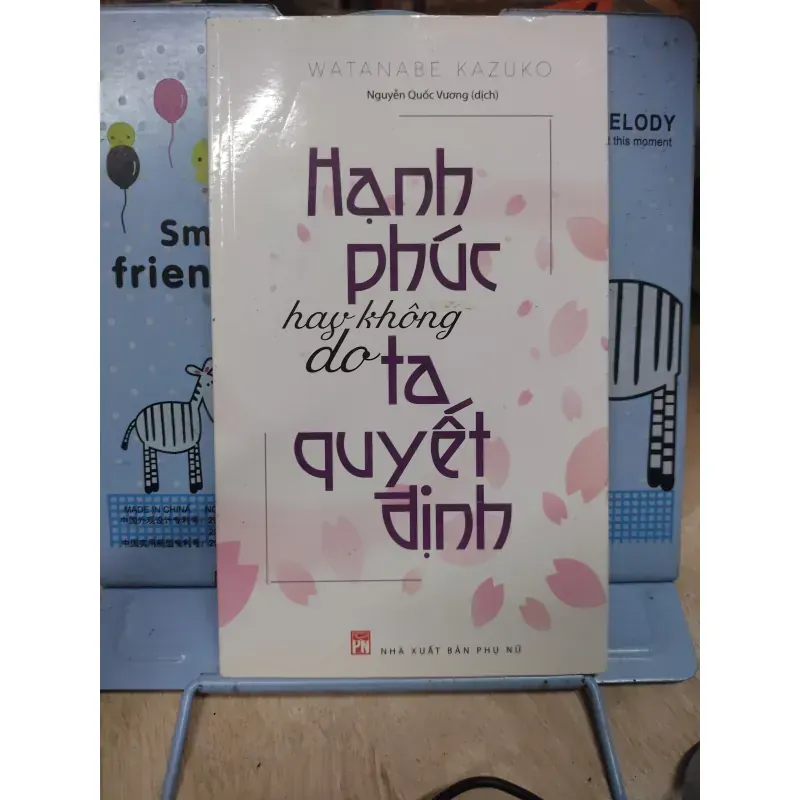 WATANABE KAZUKO
Nguyễn Quốc Vương (dịch)
Hạnh
phúc
hay không
do ta
quyết
định
PN
NHÀ XUẤT BẢN PHỤ NỮ
ELODY
this moment
Sm
frien
MADE IN CHINA